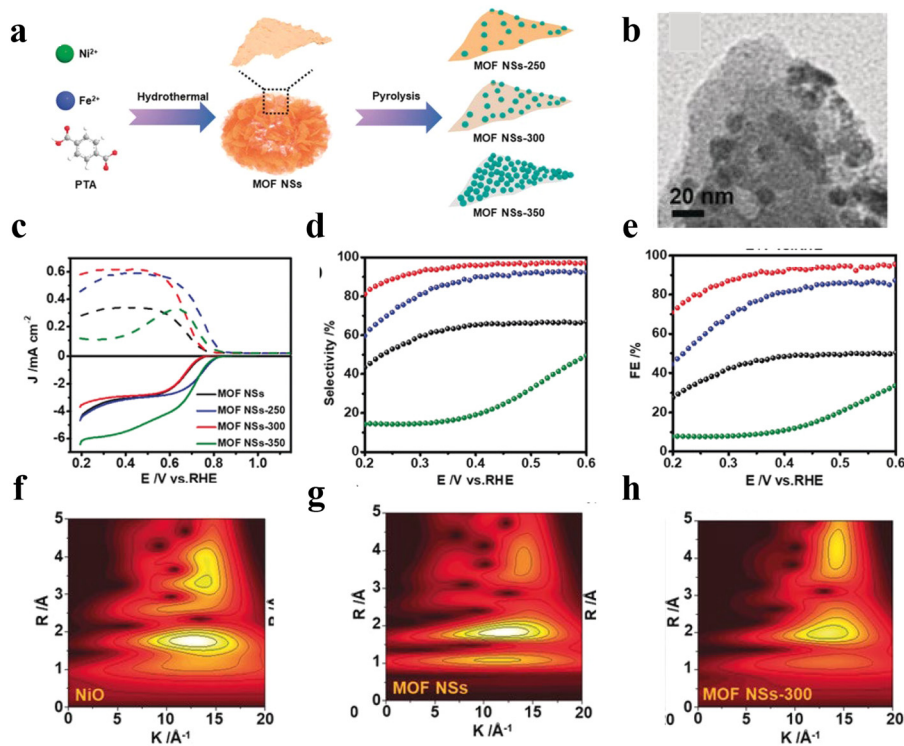 a
Ni2+
Fe2+
PTA
Hydrothermal
MOF NSs
Pyrolysis
MOF NSs-250
MOF NSs-300
MOF NSs-350
b
20 nm
c
J /mA cm-2
0.6
0.4
0.2
0
-2
-4
-6
MOF NSs
MOF NSs-250
MOF NSs-300
MOF NSs-350
0.2 0.4 0.6 0.8 1.0
E /V vs.RHE
d
Selectivity /%
100
80
60
40
20
0
0.2 0.3 0.4 0.5 0.6
E /V vs.RHE
e
FE /%
100
80
60
40
20
0
0.2 0.3 0.4 0.5 0.6
E /V vs.RHE
f
R /Å
5
4
3
2
1
0
NiO
0 5 10 15 20
K /Å-1
g
R /Å
5
4
3
2
1
0
MOF NSs
0 5 10 15 20
K /Å-1
h
R /Å
5
4
3
2
1
0
MOF NSs-300
0 5 10 15 20
K /Å-1